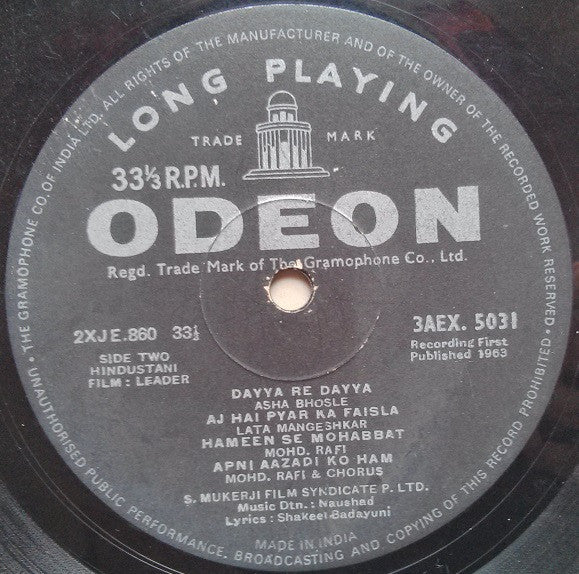 · THE GRAMOPHONE CO. OF INDIA LTD. ALL RIGHTS OF THE MANUFACTURER AND OF THE OWNER OF THE RECORDED WORK RESERVED ·
LONG PLAYING
TRADE MARK
33⅓ R.P.M.
ODEON
Regd. Trade Mark of The Gramophone Co., Ltd.
2XJE.860 33⅓
3AEX. 5031
SIDE TWO
HINDUSTANI
FILM : LEADER
Recording First
Published 1963
DAYYA RE DAYYA
ASHA BHOSLE
AJ HAI PYAR KA FAISLA
LATA MANGESHKAR
HAMEEN SE MOHABBAT
MOHD. RAFI
APNI AAZADI KO HAM
MOHD. RAFI & CHORUS
S. MUKERJI FILM SYNDICATE P. LTD.
Music Dtn. : Naushad
Lyrics : Shakeel Badayuni
MADE IN INDIA
UNAUTHORISED PUBLIC PERFORMANCE, BROADCASTING AND COPYING OF THIS RECORD PROHIBITED